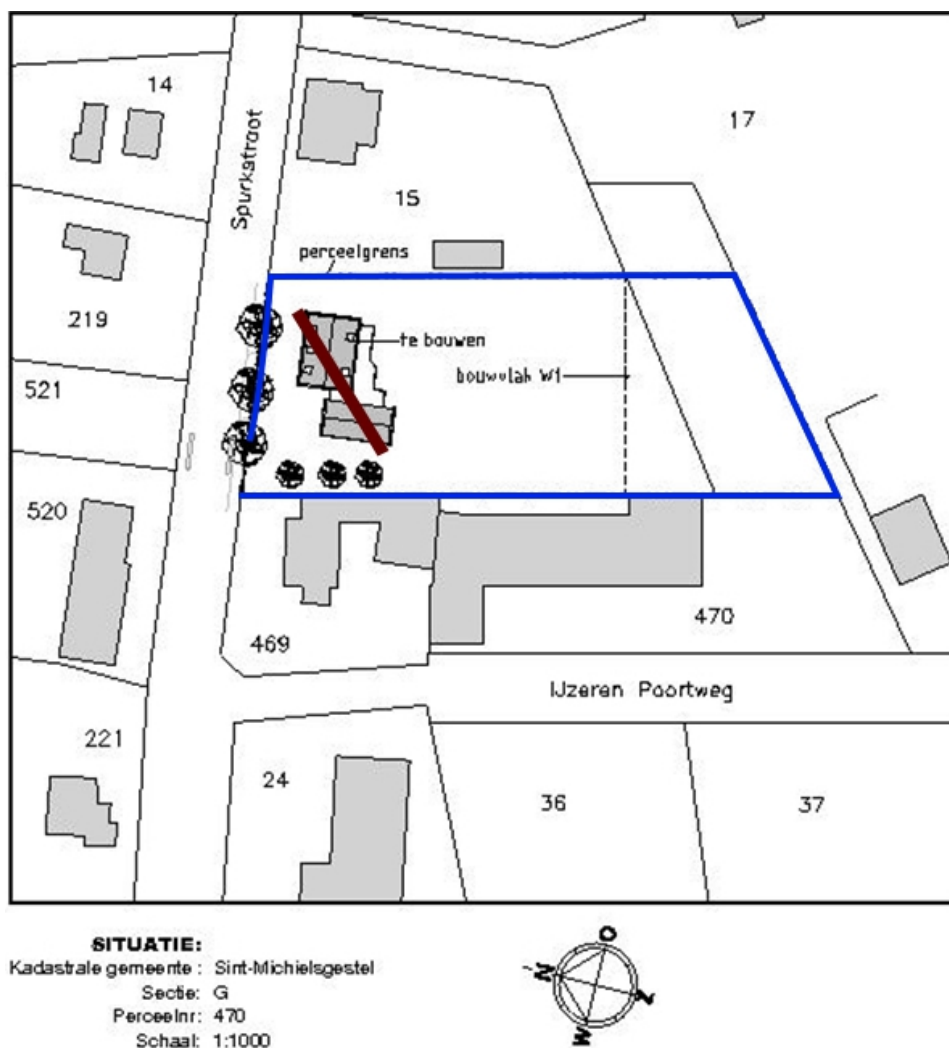 14
17
Spurkstraat
15
perceelgrens
219
te bouwen
521
bouwvlak W1
520
469
470
IJzeren Poortweg
221
24
36
37
SITUATIE:
Kadastrale gemeente : Sint-Michielsgestel
Sectie: G
Perceelnr: 470
Schaal: 1:1000
O
N
Z
W